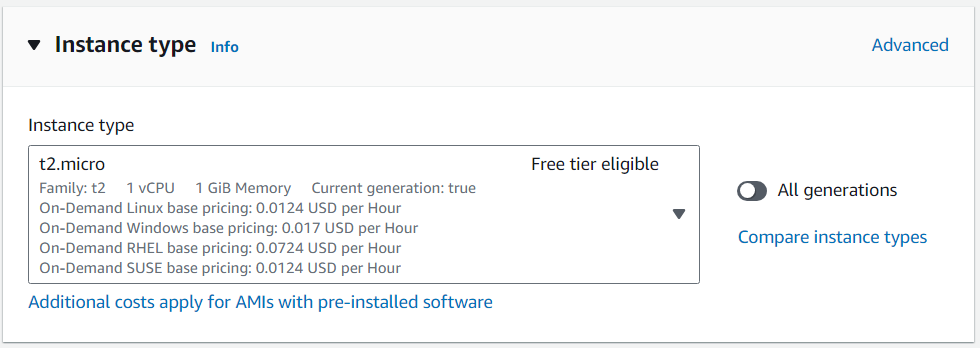 Instance type Info Advanced
Instance type
t2.micro Free tier eligible
Family: t2 1 vCPU 1 GiB Memory Current generation: true
On-Demand Linux base pricing: 0.0124 USD per Hour
On-Demand Windows base pricing: 0.017 USD per Hour
On-Demand RHEL base pricing: 0.0724 USD per Hour
On-Demand SUSE base pricing: 0.0124 USD per Hour
All generations
Compare instance types
Additional costs apply for AMIs with pre-installed software